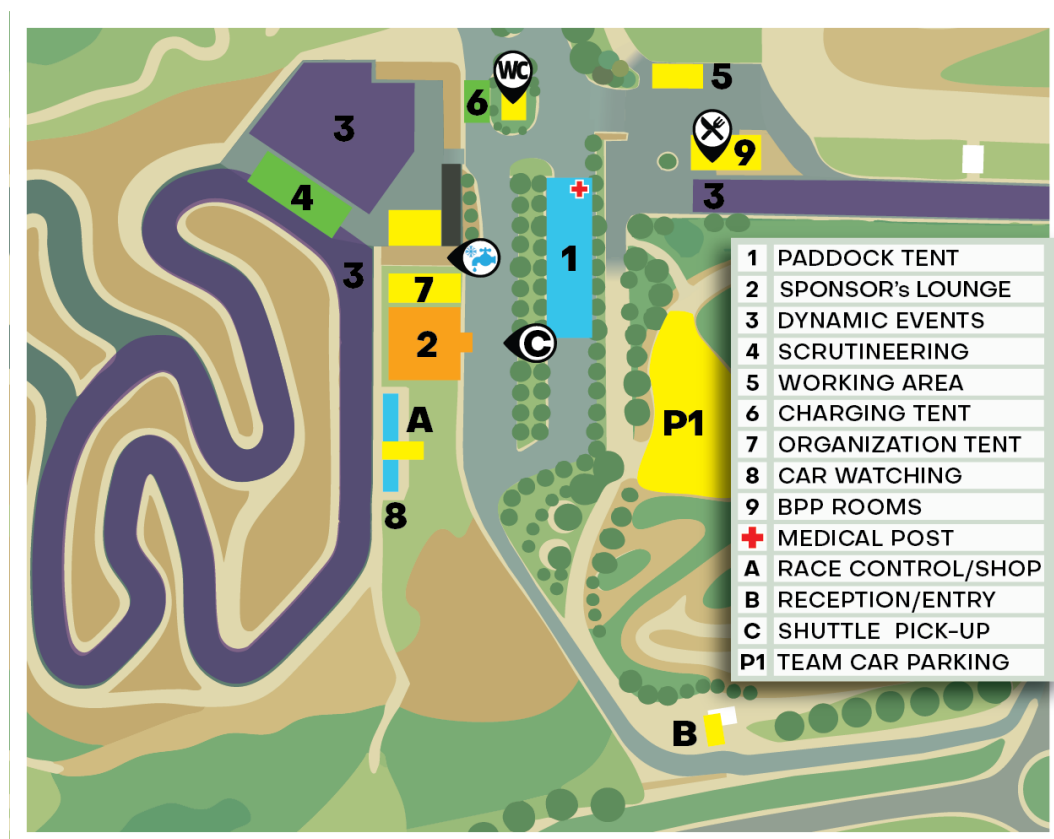 WC
5
6
3
9
4
3
1
3
7
2
C
A
P1
8
B
1 PADDOCK TENT
2 SPONSOR's LOUNGE
3 DYNAMIC EVENTS
4 SCRUTINEERING
5 WORKING AREA
6 CHARGING TENT
7 ORGANIZATION TENT
8 CAR WATCHING
9 BPP ROOMS
MEDICAL POST
A RACE CONTROL/SHOP
B RECEPTION/ENTRY
C SHUTTLE PICK-UP
P1 TEAM CAR PARKING